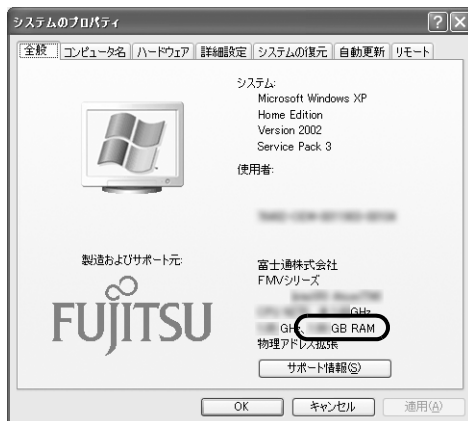 システムのプロパティ
全般 コンピュータ名 ハードウェア 詳細設定 システムの復元 自動更新 リモート
システム:
Microsoft Windows XP
Home Edition
Version 2002
Service Pack 3
使用者:
製造およびサポート元:
FUJITSU
富士通株式会社
FMVシリーズ
GHz
GHz、 GB RAM
物理アドレス拡張
サポート情報(S)
OK キャンセル 適用(A)